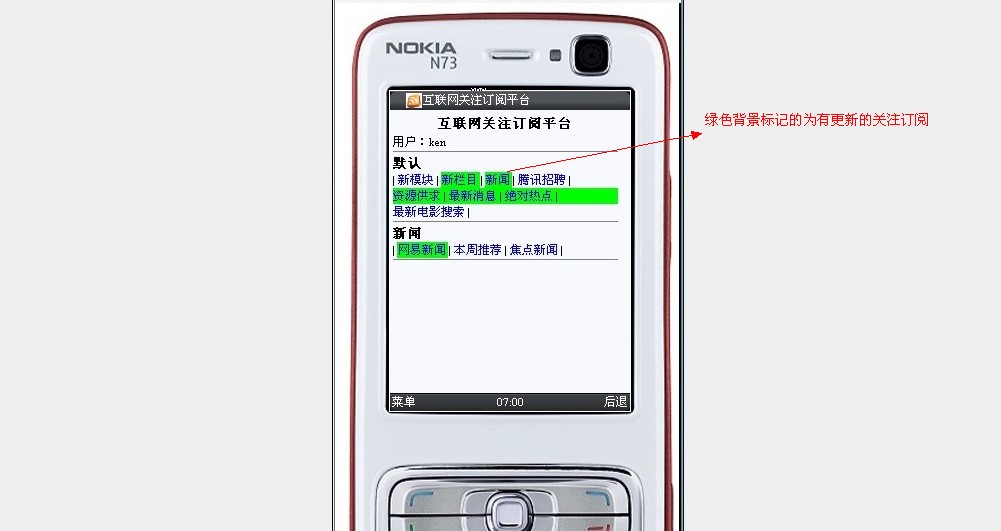 NOKIA
N73
互联网关注订阅平台
绿色背景标记的为有更新的关注订阅
互联网关注订阅平台
用户：ken
默认
| 新模块 | 新栏目 | 新闻 | 腾讯招聘 |
资源供求 | 最新消息 | 绝对热点 |
最新电影搜索 |
新闻
| 网易新闻 | 本周推荐 | 焦点新闻 |
菜单 07:00 后退